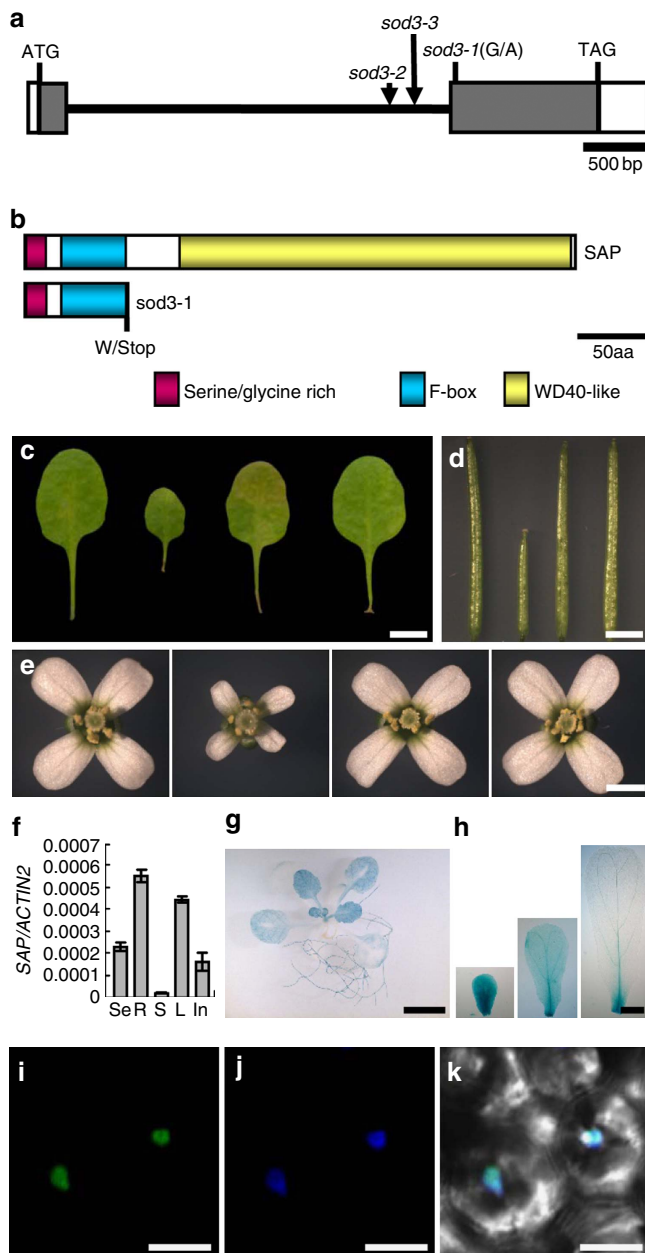 a
sod3-3
ATG
sod3-2
sod3-1(G/A)
TAG
500 bp
b
SAP
sod3-1
W/Stop
50aa
Serine/glycine rich
F-box
WD40-like
c
d
e
f
g
h
SAP/ACTIN2
0.0007
0.0006
0.0005
0.0004
0.0003
0.0002
0.0001
0
Se R S L In
i
j
k